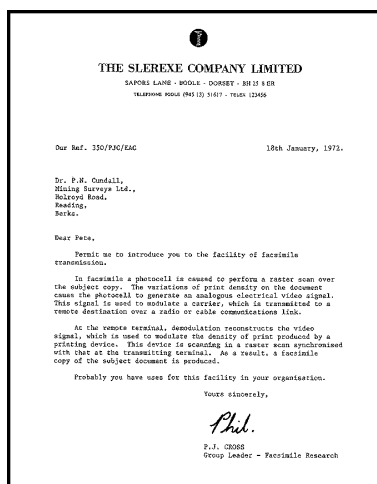 THE SLEREXE COMPANY LIMITED
SAPORS LANE - BOOLE - DORSET - BH 25 8 ER
TELEPHONE BOOLE (945 13) 51617 - TELEX 123456
Our Ref. 350/PJC/EAC
18th January, 1972.
Dr. P.N. Cundall,
Mining Surveys Ltd.,
Holroyd Road,
Reading,
Berks.
Dear Pete,
Permit me to introduce you to the facility of facsimile
transmission.
In facsimile a photocell is caused to perform a raster scan over
the subject copy. The variations of print density on the document
cause the photocell to generate an analogous electrical video signal.
This signal is used to modulate a carrier, which is transmitted to a
remote destination over a radio or cable communications link.
At the remote terminal, demodulation reconstructs the video
signal, which is used to modulate the density of print produced by a
printing device. This device is scanning in a raster scan synchronised
with that at the transmitting terminal. As a result, a facsimile
copy of the subject document is produced.
Probably you have uses for this facility in your organisation.
Yours sincerely,
Phil.
P.J. CROSS
Group Leader - Facsimile Research